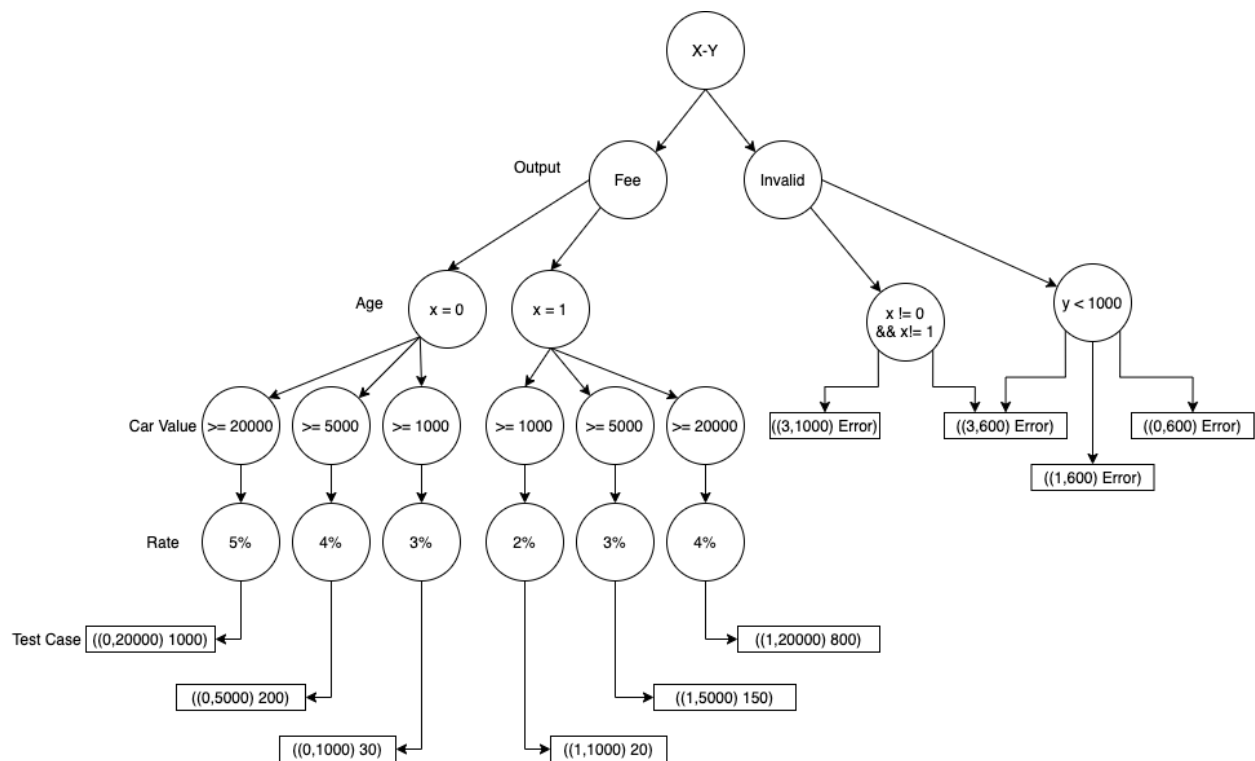 X-Y
Output
Fee
Invalid
Age
x = 0
x = 1
x != 0
&& x!= 1
y < 1000
Car Value
>= 20000
>= 5000
>= 1000
>= 1000
>= 5000
>= 20000
((3,1000) Error)
((3,600) Error)
((0,600) Error)
((1,600) Error)
Rate
5%
4%
3%
2%
3%
4%
Test Case
((0,20000) 1000)
((1,20000) 800)
((0,5000) 200)
((1,5000) 150)
((0,1000) 30)
((1,1000) 20)